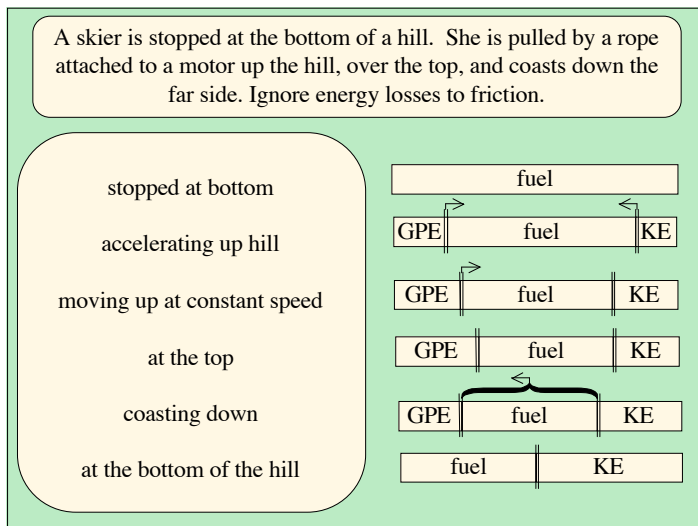 A skier is stopped at the bottom of a hill. She is pulled by a rope
attached to a motor up the hill, over the top, and coasts down the
far side. Ignore energy losses to friction.
stopped at bottom
fuel
accelerating up hill
GPE fuel KE
moving up at constant speed
GPE fuel KE
at the top
GPE fuel KE
coasting down
GPE fuel KE
at the bottom of the hill
fuel KE